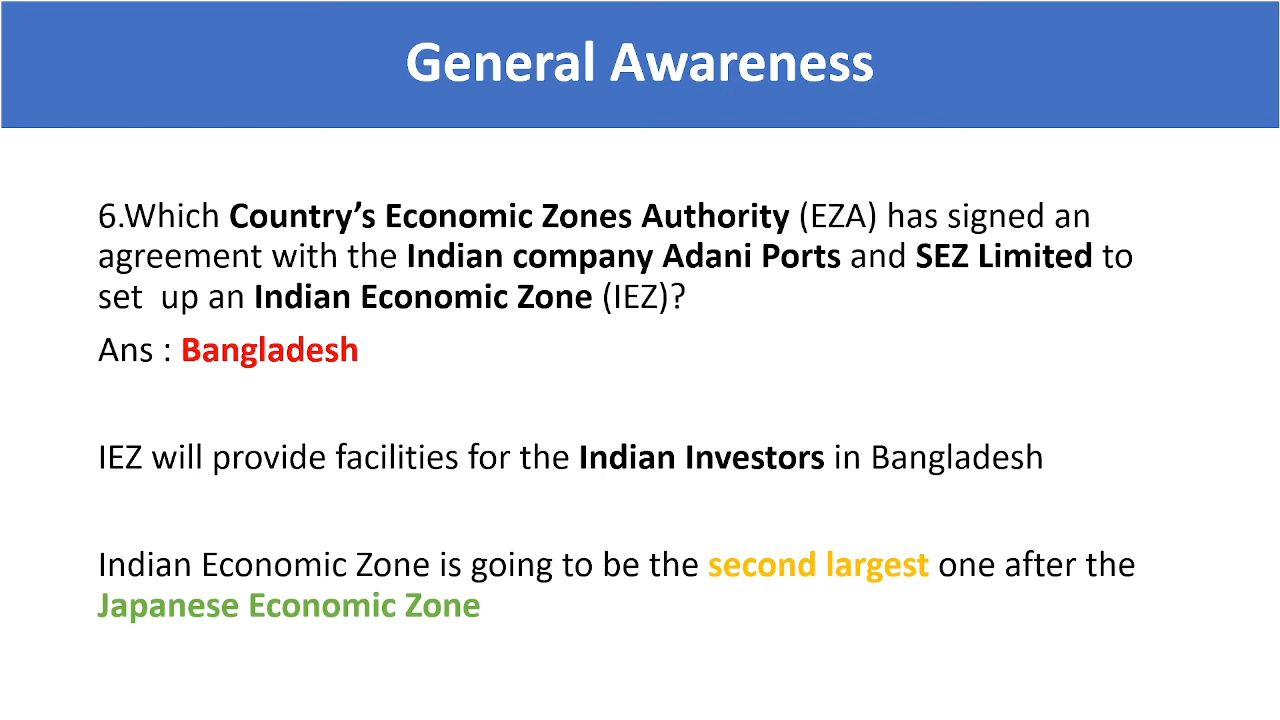 General Awareness
6.Which Country’s Economic Zones Authority (EZA) has signed an
agreement with the Indian company Adani Ports and SEZ Limited to
set  up an Indian Economic Zone (IEZ)?
Ans : Bangladesh
IEZ will provide facilities for the Indian Investors in Bangladesh
Indian Economic Zone is going to be the second largest one after the
Japanese Economic Zone